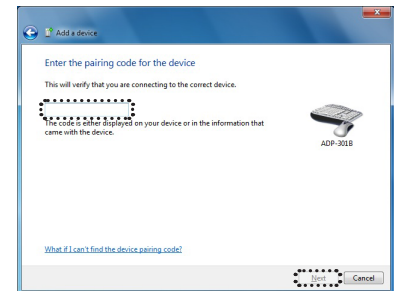 Add a device
Enter the pairing code for the device
This will verify that you are connecting to the correct device.
The code is either displayed on your device or in the information that
came with the device.
ADP-301B
What if I can't find the device pairing code?
Next
Cancel